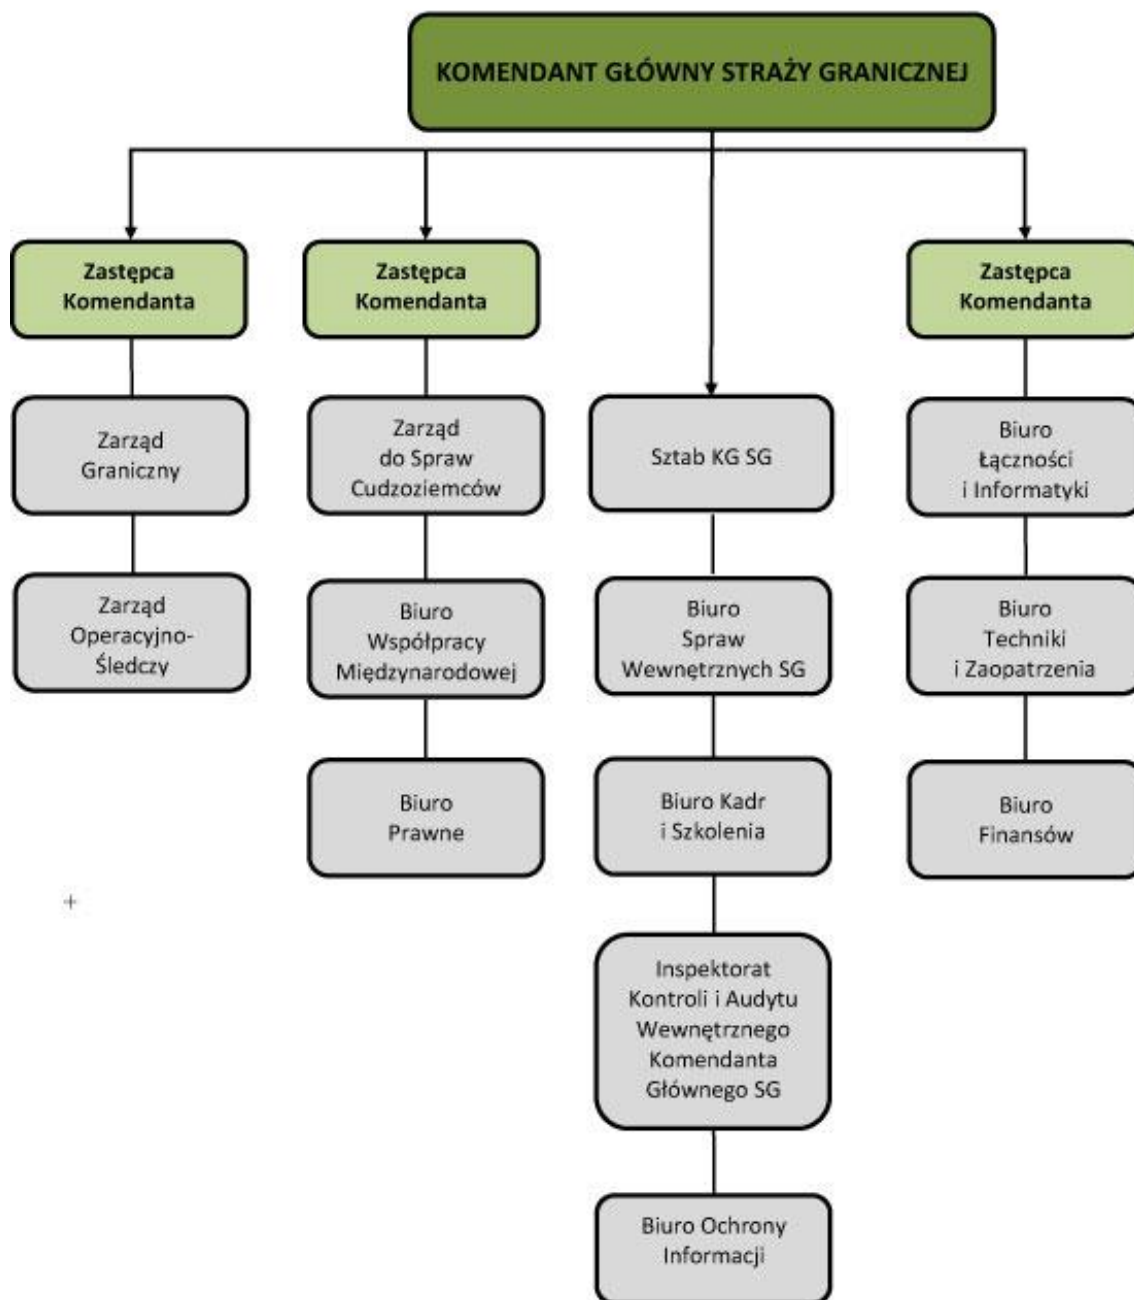 KOMENDANT GŁÓWNY STRAŻY GRANICZNEJ
Zastępca
Komendanta
Zarząd
Graniczny
Zarząd
Operacyjno-
Śledczy
Zastępca
Komendanta
Zarząd
do Spraw
Cudzoziemców
Biuro
Współpracy
Międzynarodowej
Biuro
Prawne
Sztab KG SG
Biuro
Spraw
Wewnętrznych SG
Biuro Kadr
i Szkolenia
Inspektorat
Kontroli i Audytu
Wewnętrznego
Komendanta
Głównego SG
Biuro Ochrony
Informacji
Zastępca
Komendanta
Biuro
Łączności
i Informatyki
Biuro
Techniki
i Zaopatrzenia
Biuro
Finansów